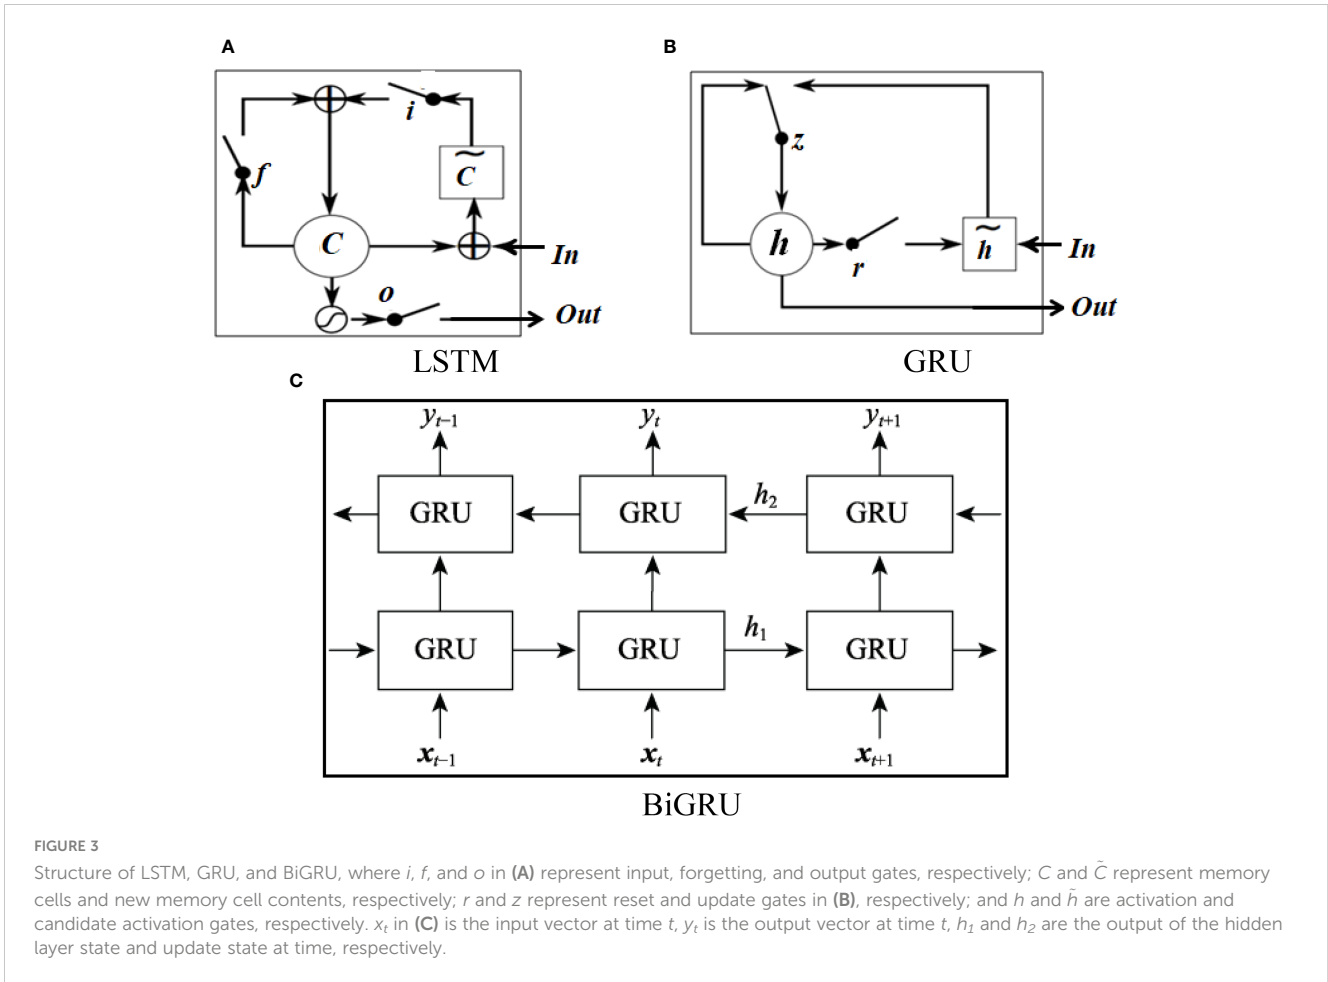 A
B
i
z
f
C̃
C
h
r
h̃
In
In
o
Out
Out
LSTM
GRU
C
y_{t-1} y_t y_{t+1}
h_2
GRU GRU GRU
h_1
GRU GRU GRU
x_{t-1} x_t x_{t+1}
BiGRU
FIGURE 3
Structure of LSTM, GRU, and BiGRU, where i, f, and o in (A) represent input, forgetting, and output gates, respectively; C and C̃ represent memory
cells and new memory cell contents, respectively; r and z represent reset and update gates in (B), respectively; and h and h̃ are activation and
candidate activation gates, respectively. x_t in (C) is the input vector at time t, y_t is the output vector at time t, h_1 and h_2 are the output of the hidden
layer state and update state at time, respectively.